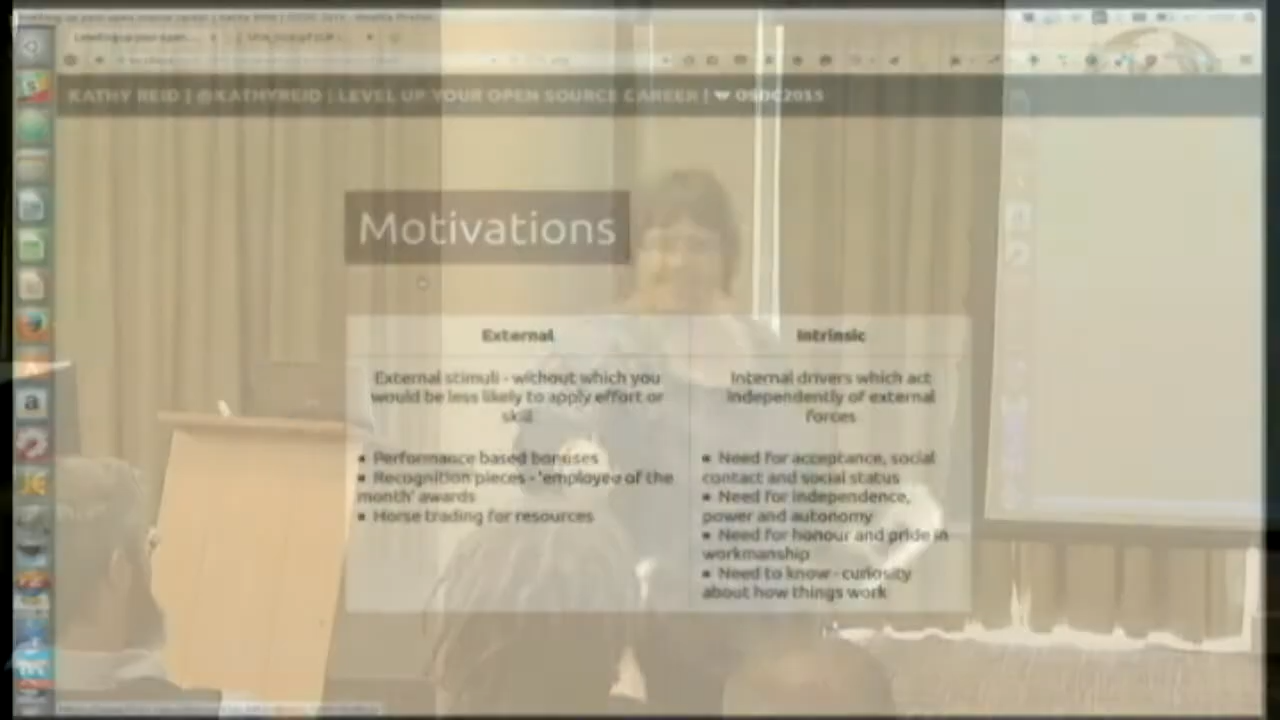 KATHY REID | @KATHYREID | LEVEL UP YOUR OPEN SOURCE CAREER | OSDC2015
Motivations
External
Intrinsic
External stimuli - without which you
would be less likely to apply effort or
skill
Internal drivers which act
independently of external
forces
▪ Performance based bonuses
▪ Recognition pieces - 'employee of the
month' awards
▪ Horse trading for resources
▪ Need for acceptance, social
contact and social status
▪ Need for independence,
power and autonomy
▪ Need for honour and pride in
workmanship
▪ Need to know - curiosity
about how things work